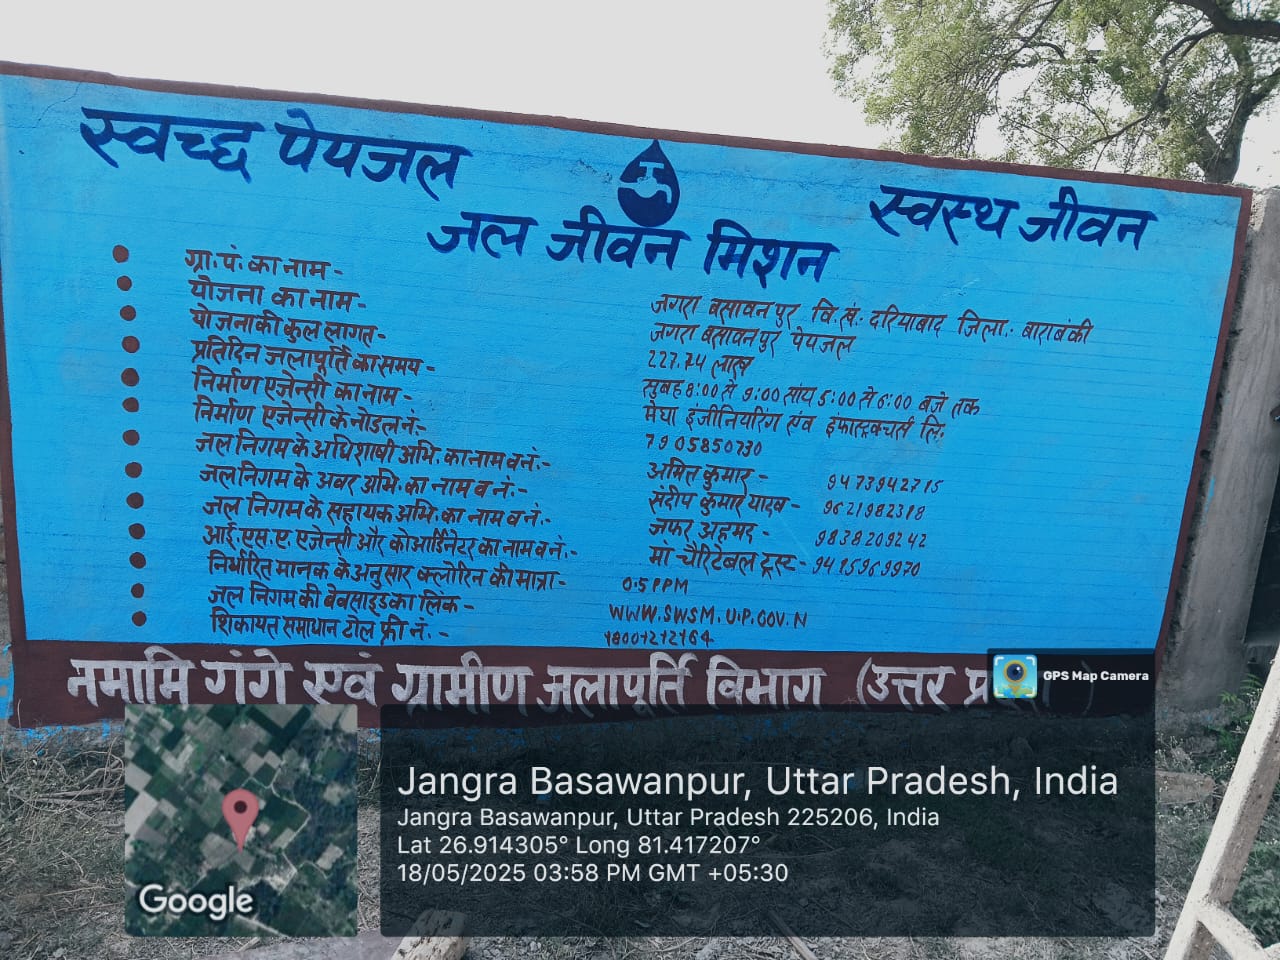 स्वच्छ पेयजल
स्वस्थ जीवन
जल जीवन मिशन
ग्रा.पं. का नाम - जगरा बसावनपुर वि.खं.: दरियाबाद जिला: बाराबंकी
योजना का नाम - जगरा बसावनपुर पेयजल
योजना की कुल लागत - 227.74 लाख
प्रतिदिन जलापूर्ति का समय - सुबह 8:00 से 9:00 सांय 5:00 से 6:00 बजे तक
निर्माण एजेन्सी का नाम - मेघा इंजीनियरिंग एंव इंफ्रास्ट्रक्चर्स लि.
निर्माण एजेन्सी के नोडल नं.- 7905850730
जल निगम के अधिशाषी अभि. का नाम व नं.- अमित कुमार - 9473942715
जल निगम के अवर अभि. का नाम व नं.- संदीप कुमार यादव - 9621982318
जल निगम के सहायक अभि. का नाम व नं.- जफर अहमद - 9838209242
आई.एस.ए. एजेन्सी और कोआर्डिनेटर का नाम व नं.- मां चैरिटेबल ट्रस्ट - 9415969970
निर्धारित मानक के अनुसार क्लोरिन की मात्रा - 0.5 PPM
जल निगम की वेवसाइड का लिंक - WWW.SWSM.U.P.GOV.N
शिकायत समाधान टोल फ्री नं. - 18001212164
नमामि गंगे एवं ग्रामीण जलापूर्ति विभाग (उत्तर
GPS Map Camera
Jangra Basawanpur, Uttar Pradesh, India
Jangra Basawanpur, Uttar Pradesh 225206, India
Lat 26.914305° Long 81.417207°
18/05/2025 03:58 PM GMT +05:30
Google